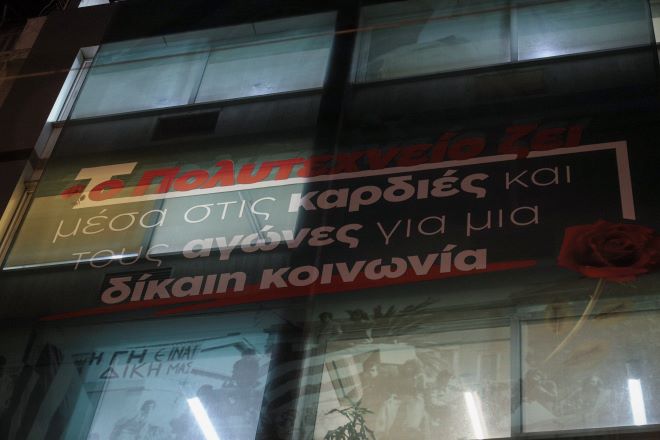 «Το Πολυτεχνείο ζει
μέσα στις καρδιές και
τους αγώνες για μια
δίκαιη κοινωνία
Η ΓΗ ΕΙΝΑΙ
ΔΙΚΗ ΜΑΣ